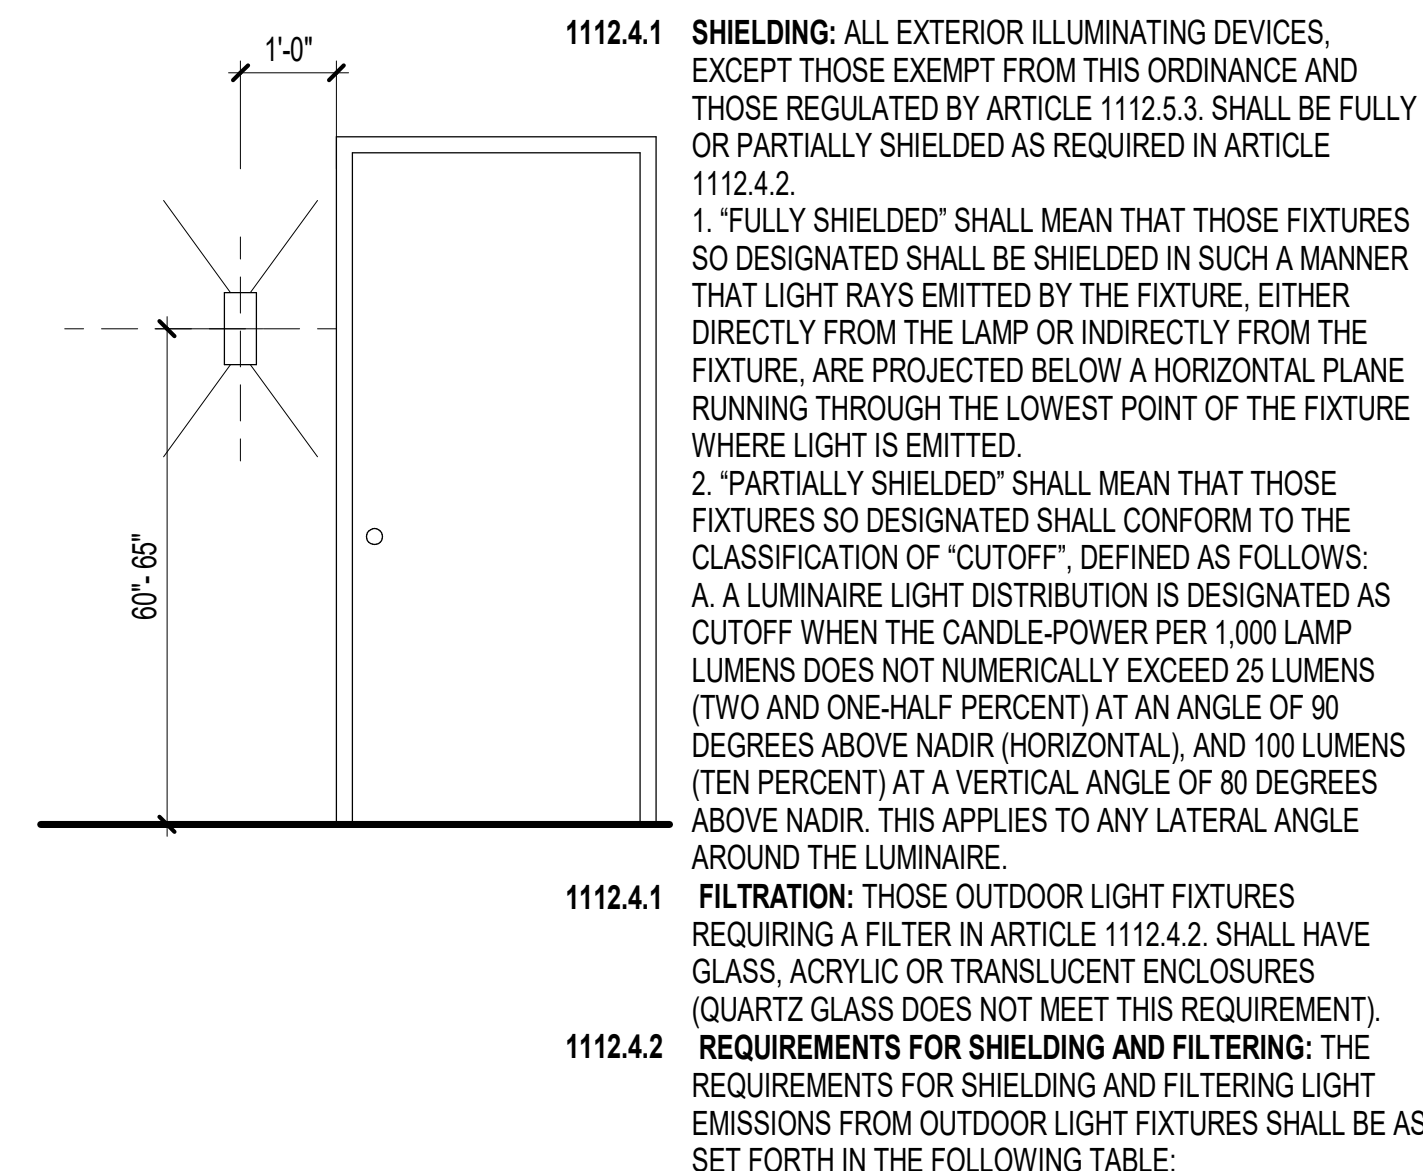 1'-0"
60"- 65"
1112.4.1 SHIELDING: ALL EXTERIOR ILLUMINATING DEVICES,
EXCEPT THOSE EXEMPT FROM THIS ORDINANCE AND
THOSE REGULATED BY ARTICLE 1112.5.3. SHALL BE FULLY
OR PARTIALLY SHIELDED AS REQUIRED IN ARTICLE
1112.4.2.
1. “FULLY SHIELDED” SHALL MEAN THAT THOSE FIXTURES
SO DESIGNATED SHALL BE SHIELDED IN SUCH A MANNER
THAT LIGHT RAYS EMITTED BY THE FIXTURE, EITHER
DIRECTLY FROM THE LAMP OR INDIRECTLY FROM THE
FIXTURE, ARE PROJECTED BELOW A HORIZONTAL PLANE
RUNNING THROUGH THE LOWEST POINT OF THE FIXTURE
WHERE LIGHT IS EMITTED.
2. “PARTIALLY SHIELDED” SHALL MEAN THAT THOSE
FIXTURES SO DESIGNATED SHALL CONFORM TO THE
CLASSIFICATION OF “CUTOFF”, DEFINED AS FOLLOWS:
A. A LUMINAIRE LIGHT DISTRIBUTION IS DESIGNATED AS
CUTOFF WHEN THE CANDLE-POWER PER 1,000 LAMP
LUMENS DOES NOT NUMERICALLY EXCEED 25 LUMENS
(TWO AND ONE-HALF PERCENT) AT AN ANGLE OF 90
DEGREES ABOVE NADIR (HORIZONTAL), AND 100 LUMENS
(TEN PERCENT) AT A VERTICAL ANGLE OF 80 DEGREES
ABOVE NADIR. THIS APPLIES TO ANY LATERAL ANGLE
AROUND THE LUMINAIRE.
1112.4.1 FILTRATION: THOSE OUTDOOR LIGHT FIXTURES
REQUIRING A FILTER IN ARTICLE 1112.4.2. SHALL HAVE
GLASS, ACRYLIC OR TRANSLUCENT ENCLOSURES
(QUARTZ GLASS DOES NOT MEET THIS REQUIREMENT).
1112.4.2 REQUIREMENTS FOR SHIELDING AND FILTERING: THE
REQUIREMENTS FOR SHIELDING AND FILTERING LIGHT
EMISSIONS FROM OUTDOOR LIGHT FIXTURES SHALL BE AS
SET FORTH IN THE FOLLOWING TABLE: